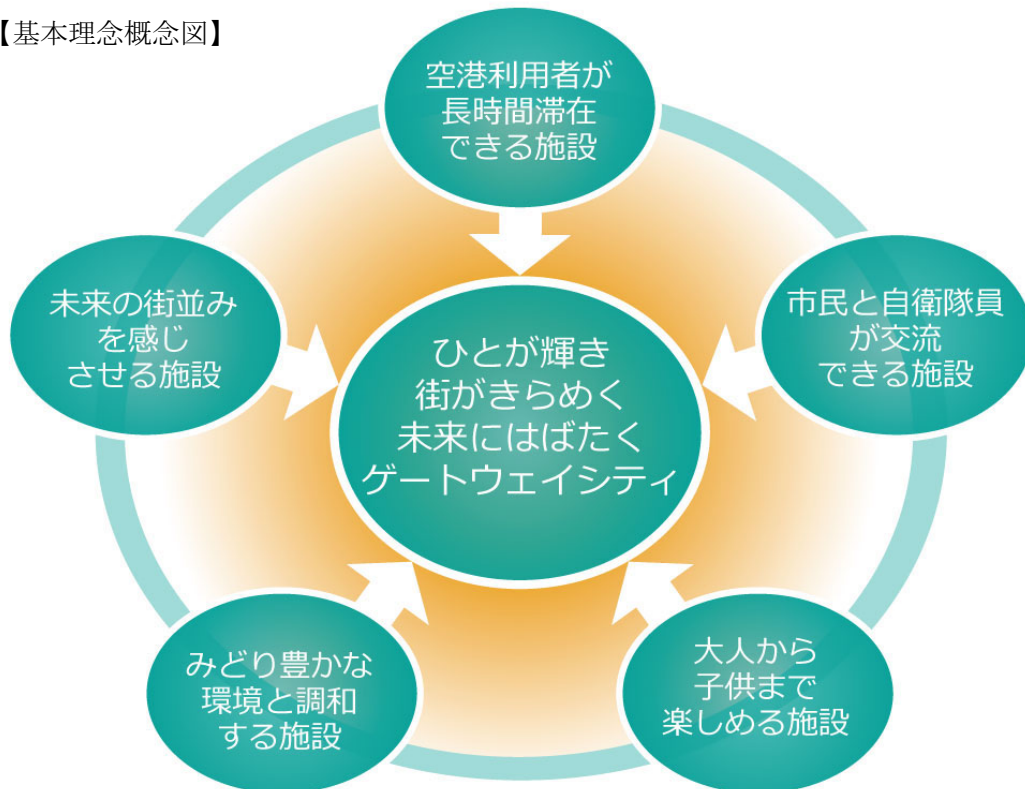 【基本理念概念図】
空港利用者が
長時間滞在
できる施設
市民と自衛隊員
が交流
できる施設
大人から
子供まで
楽しめる施設
みどり豊かな
環境と調和
する施設
未来の街並み
を感じ
させる施設
ひとが輝き
街がきらめく
未来にはばたく
ゲートウェイシティ